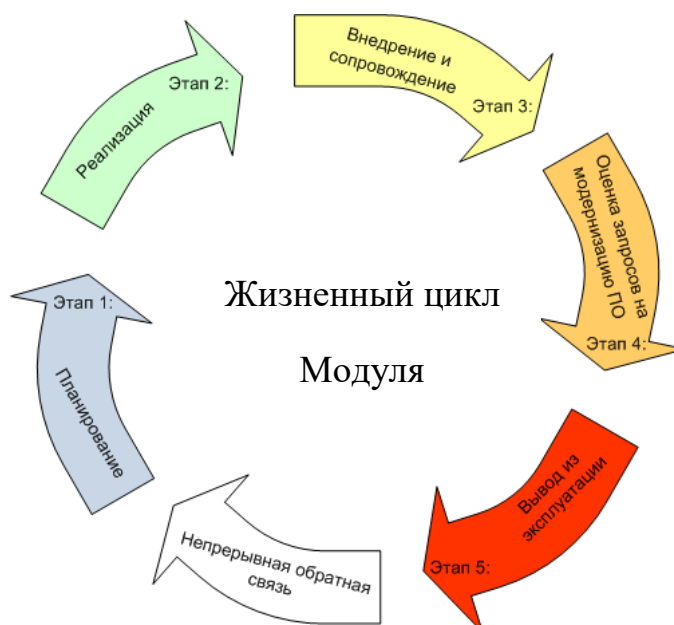 Этап 1:
Планирование
Этап 2:
Реализация
Внедрение и
сопровождение
Этап 3:
Оценка запросов на
модернизацию ПО
Этап 4:
Вывод из
эксплуатации
Этап 5:
Непрерывная обратная
связь
Жизненный цикл
Модуля